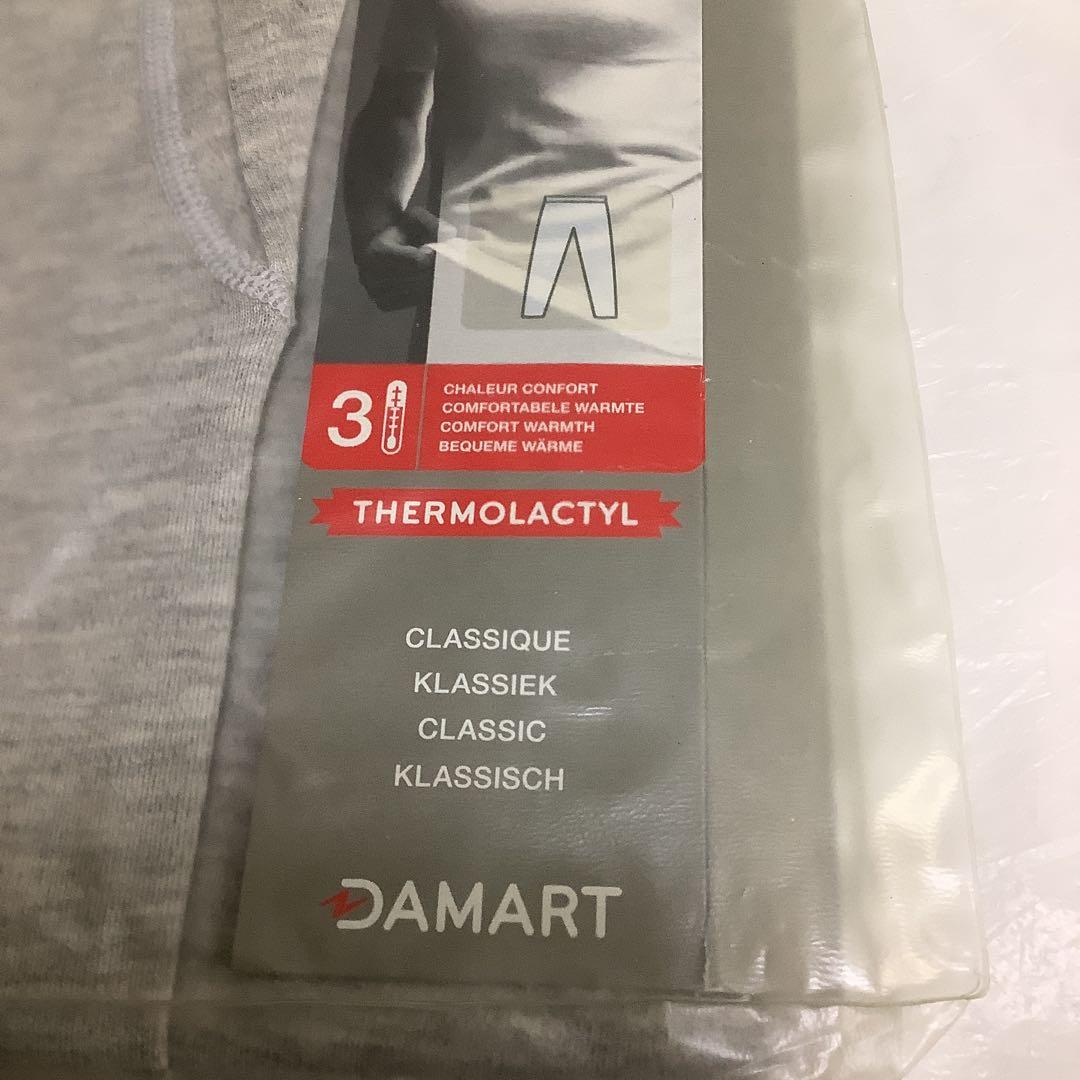 3
CHALEUR CONFORT
COMFORTABELE WARMTE
COMFORT WARMTH
BEQUEME WÄRME
THERMOLACTYL
CLASSIQUE
KLASSIEK
CLASSIC
KLASSISCH
DAMART